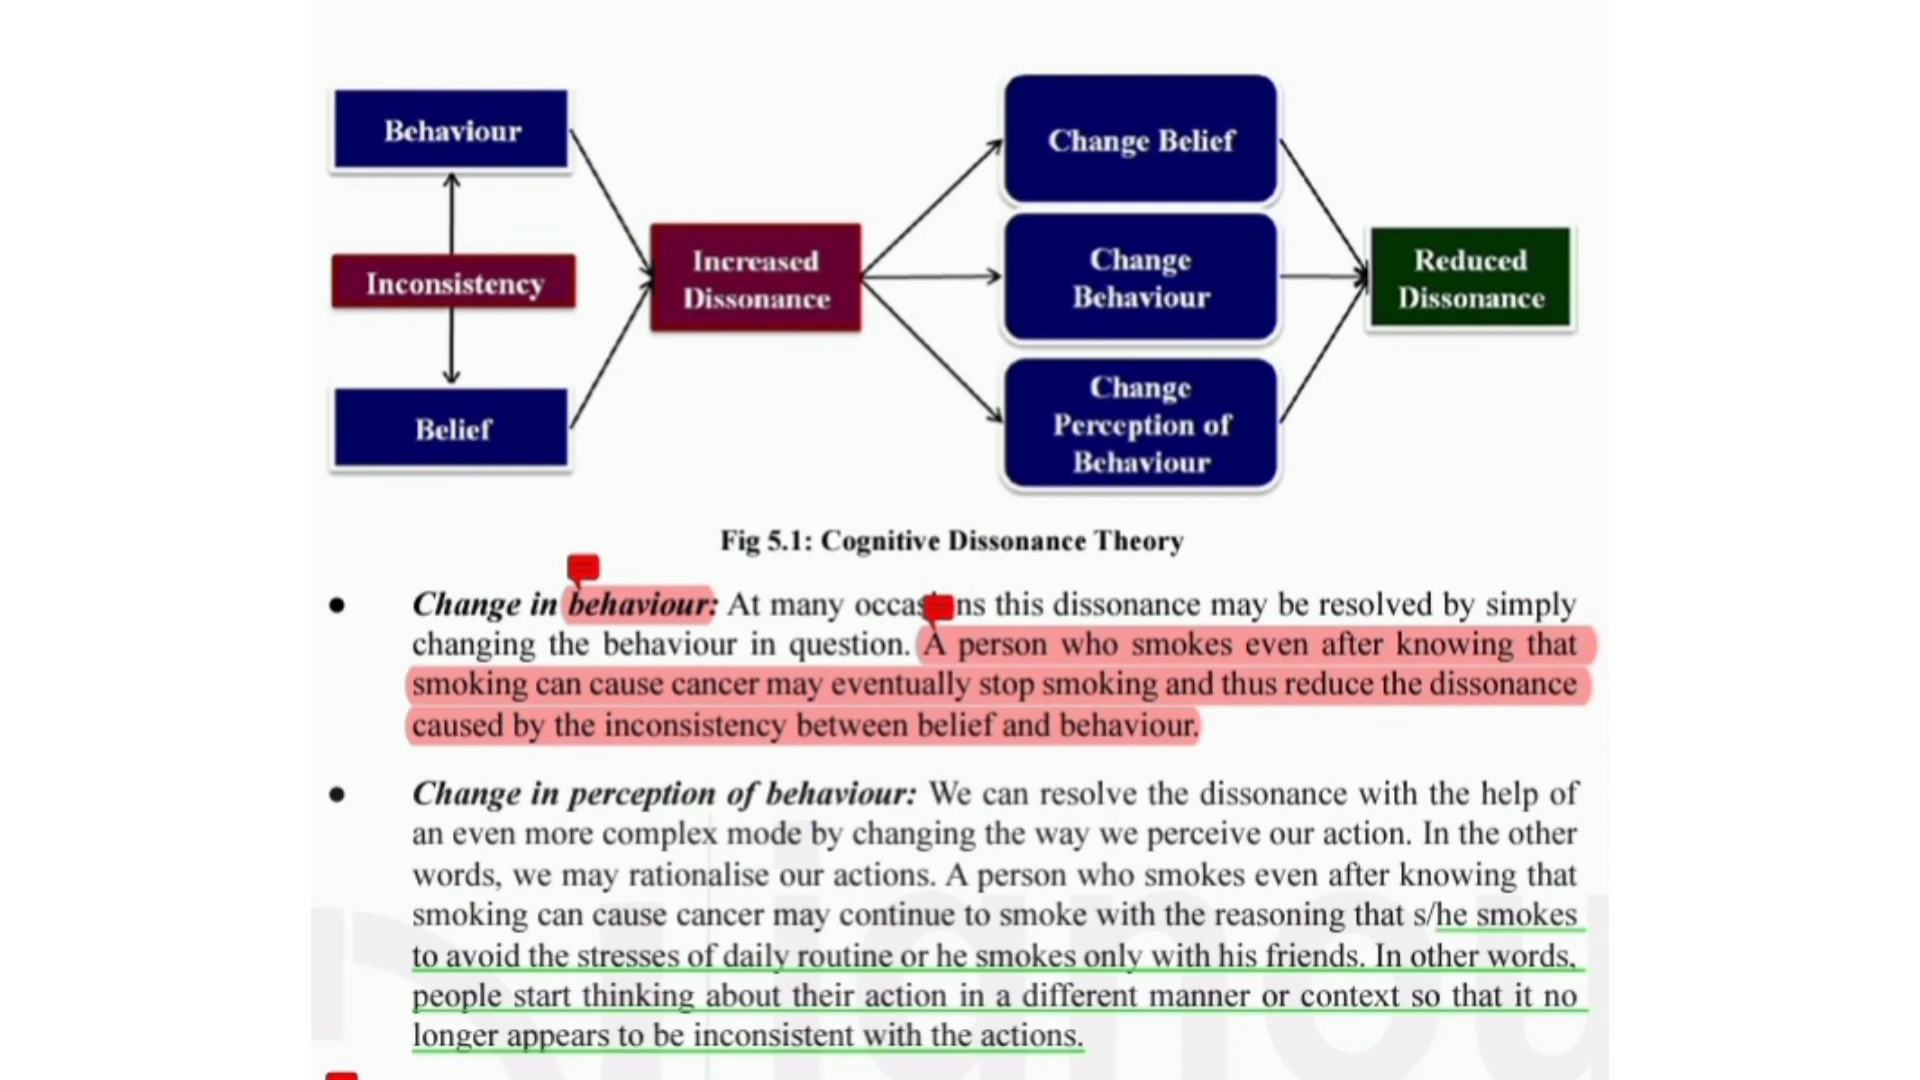 Behaviour
Inconsistency
Belief
Increased
Dissonance
Change Belief
Change
Behaviour
Change
Perception of
Behaviour
Reduced
Dissonance
Fig 5.1: Cognitive Dissonance Theory
● Change in behaviour: At many occasions this dissonance may be resolved by simply
changing the behaviour in question. A person who smokes even after knowing that
smoking can cause cancer may eventually stop smoking and thus reduce the dissonance
caused by the inconsistency between belief and behaviour.
● Change in perception of behaviour: We can resolve the dissonance with the help of
an even more complex mode by changing the way we perceive our action. In the other
words, we may rationalise our actions. A person who smokes even after knowing that
smoking can cause cancer may continue to smoke with the reasoning that s/he smokes
to avoid the stresses of daily routine or he smokes only with his friends. In other words,
people start thinking about their action in a different manner or context so that it no
longer appears to be inconsistent with the actions.